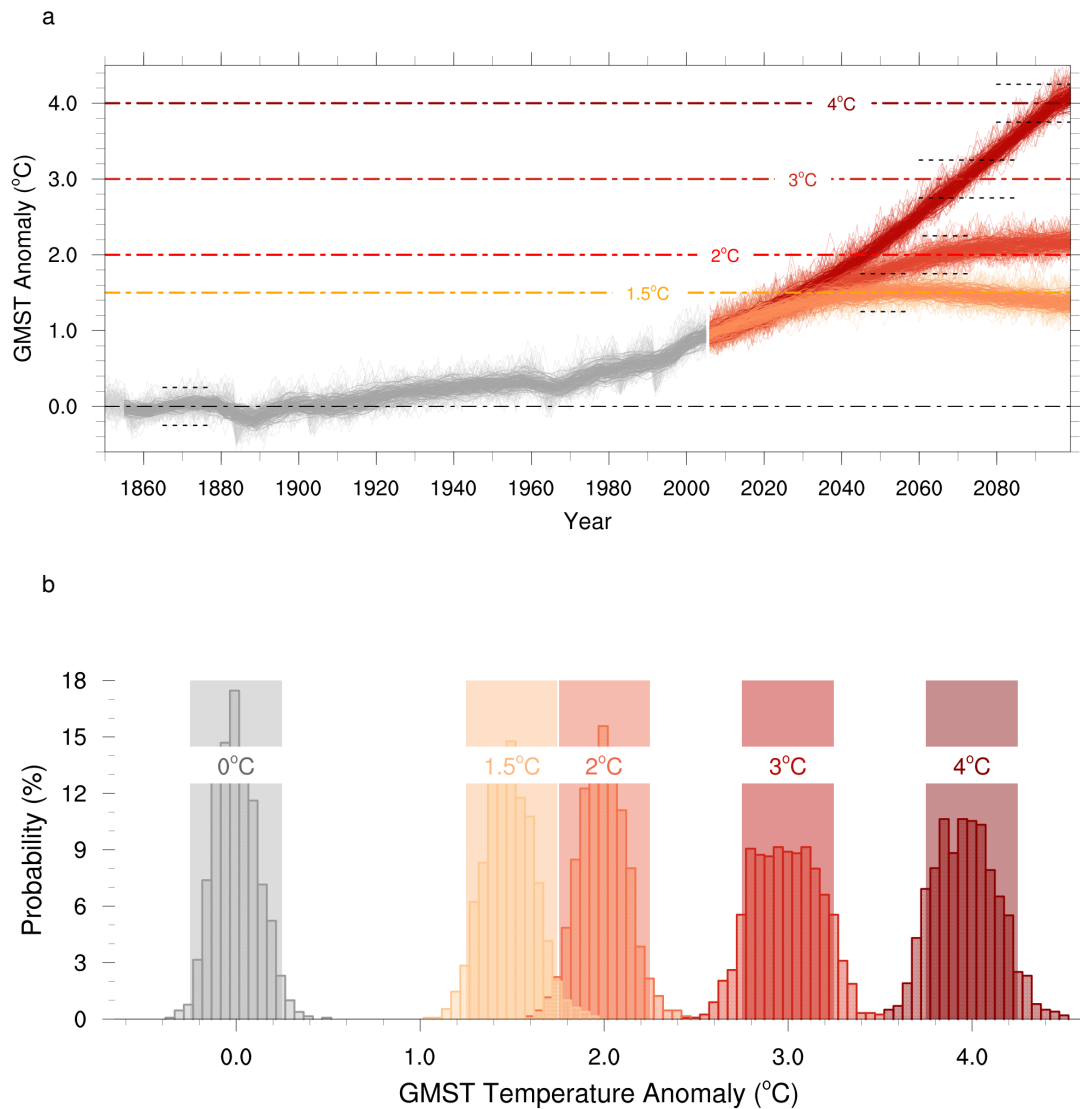 a
4.0
3.0
2.0
1.0
0.0
GMST Anomaly (°C)
4°C
3°C
2°C
1.5°C
1860 1880 1900 1920 1940 1960 1980 2000 2020 2040 2060 2080
Year
b
18
15
12
9
6
3
0
Probability (%)
0°C 1.5°C 2°C 3°C 4°C
0.0 1.0 2.0 3.0 4.0
GMST Temperature Anomaly (°C)